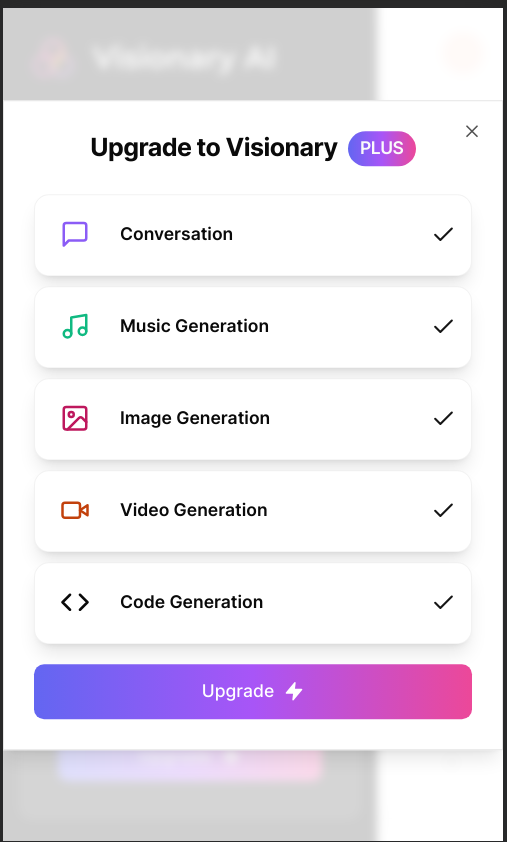 Visionary AI
Upgrade to Visionary PLUS
Conversation
Music Generation
Image Generation
Video Generation
Code Generation
Upgrade